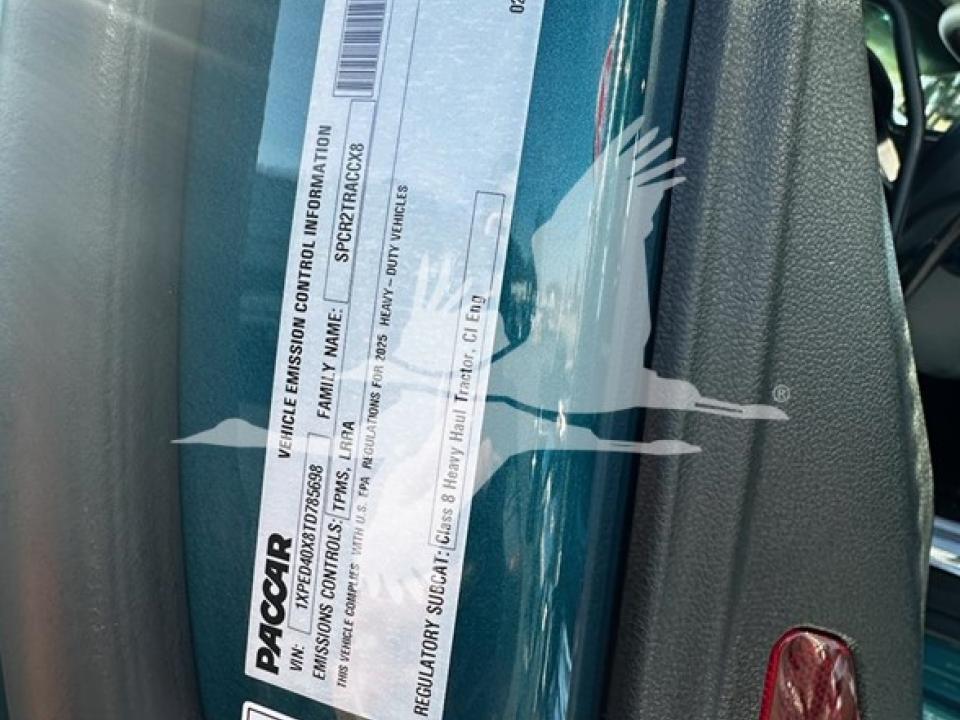 PACCAR VEHICLE EMISSION CONTROL INFORMATION
VIN: 1XPED40X8TD785698 FAMILY NAME: SPCR2TRACCX8
EMISSIONS CONTROLS: TPMS, LRRA
THIS VEHICLE COMPLIES WITH U.S. EPA REGULATIONS FOR 2025 HEAVY - DUTY VEHICLES
REGULATORY SUBCAT: Class 8 Heavy Haul Tractor, CI Eng
02
®